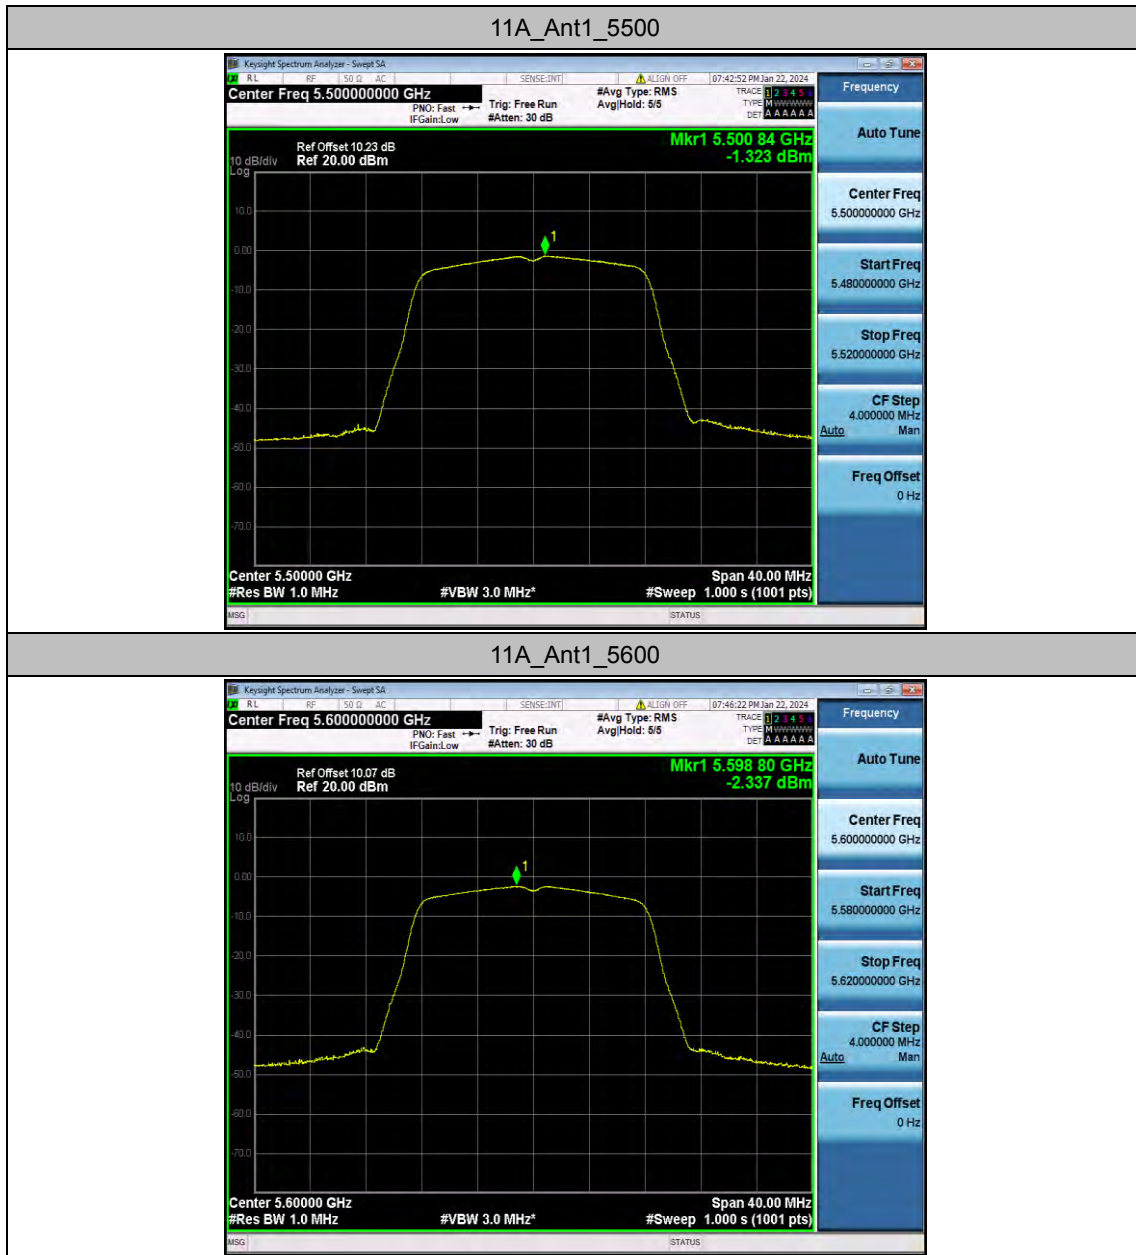 11A_Ant1_5500
Keysight Spectrum Analyzer - Swept SA
RL RF 50 Ω AC SENSE:INT ALIGN OFF 07:42:52 PM Jan 22, 2024
Center Freq 5.500000000 GHz #Avg Type: RMS TRACE 1 2 3 4 5 6
PNO: Fast Trig: Free Run Avg|Hold: 5/5 TYPE M WWWWW
IFGain:Low #Atten: 30 dB DET A A A A A A
Frequency
Mkr1 5.500 84 GHz
-1.323 dBm
Ref Offset 10.23 dB
10 dB/div Ref 20.00 dBm
Log
10.0
0.00
-10.0
-20.0
-30.0
-40.0
-50.0
-60.0
-70.0
1
Center 5.50000 GHz Span 40.00 MHz
#Res BW 1.0 MHz #VBW 3.0 MHz* #Sweep 1.000 s (1001 pts)
Auto Tune
Center Freq
5.500000000 GHz
Start Freq
5.480000000 GHz
Stop Freq
5.520000000 GHz
CF Step
4.000000 MHz
Auto Man
Freq Offset
0 Hz
MSG STATUS
11A_Ant1_5600
Keysight Spectrum Analyzer - Swept SA
RL RF 50 Ω AC SENSE:INT ALIGN OFF 07:46:22 PM Jan 22, 2024
Center Freq 5.600000000 GHz #Avg Type: RMS TRACE 1 2 3 4 5 6
PNO: Fast Trig: Free Run Avg|Hold: 5/5 TYPE M WWWWW
IFGain:Low #Atten: 30 dB DET A A A A A A
Frequency
Mkr1 5.598 80 GHz
-2.337 dBm
Ref Offset 10.07 dB
10 dB/div Ref 20.00 dBm
Log
10.0
0.00
-10.0
-20.0
-30.0
-40.0
-50.0
-60.0
-70.0
1
Center 5.60000 GHz Span 40.00 MHz
#Res BW 1.0 MHz #VBW 3.0 MHz* #Sweep 1.000 s (1001 pts)
Auto Tune
Center Freq
5.600000000 GHz
Start Freq
5.580000000 GHz
Stop Freq
5.620000000 GHz
CF Step
4.000000 MHz
Auto Man
Freq Offset
0 Hz
MSG STATUS